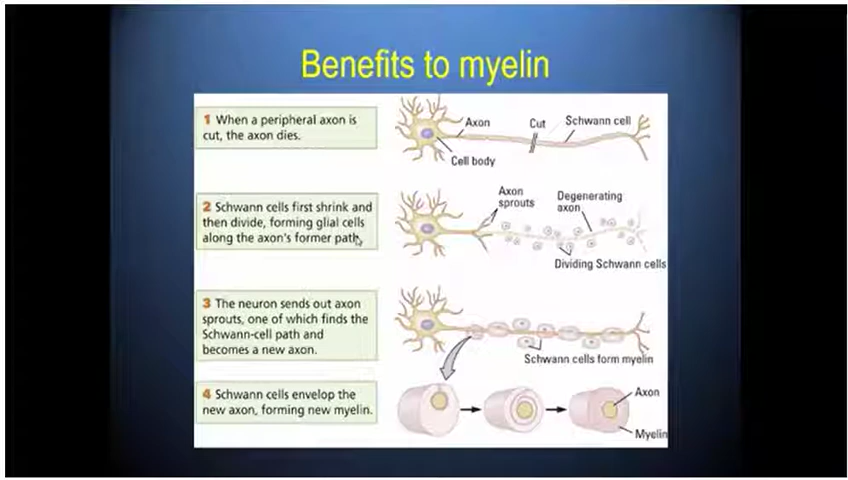 Benefits to myelin
1 When a peripheral axon is
cut, the axon dies.
Axon
Cut
Schwann cell
Cell body
2 Schwann cells first shrink and
then divide, forming glial cells
along the axon's former path.
Axon
sprouts
Degenerating
axon
Dividing Schwann cells
3 The neuron sends out axon
sprouts, one of which finds the
Schwann-cell path and
becomes a new axon.
Schwann cells form myelin
4 Schwann cells envelop the
new axon, forming new myelin.
Axon
Myelin